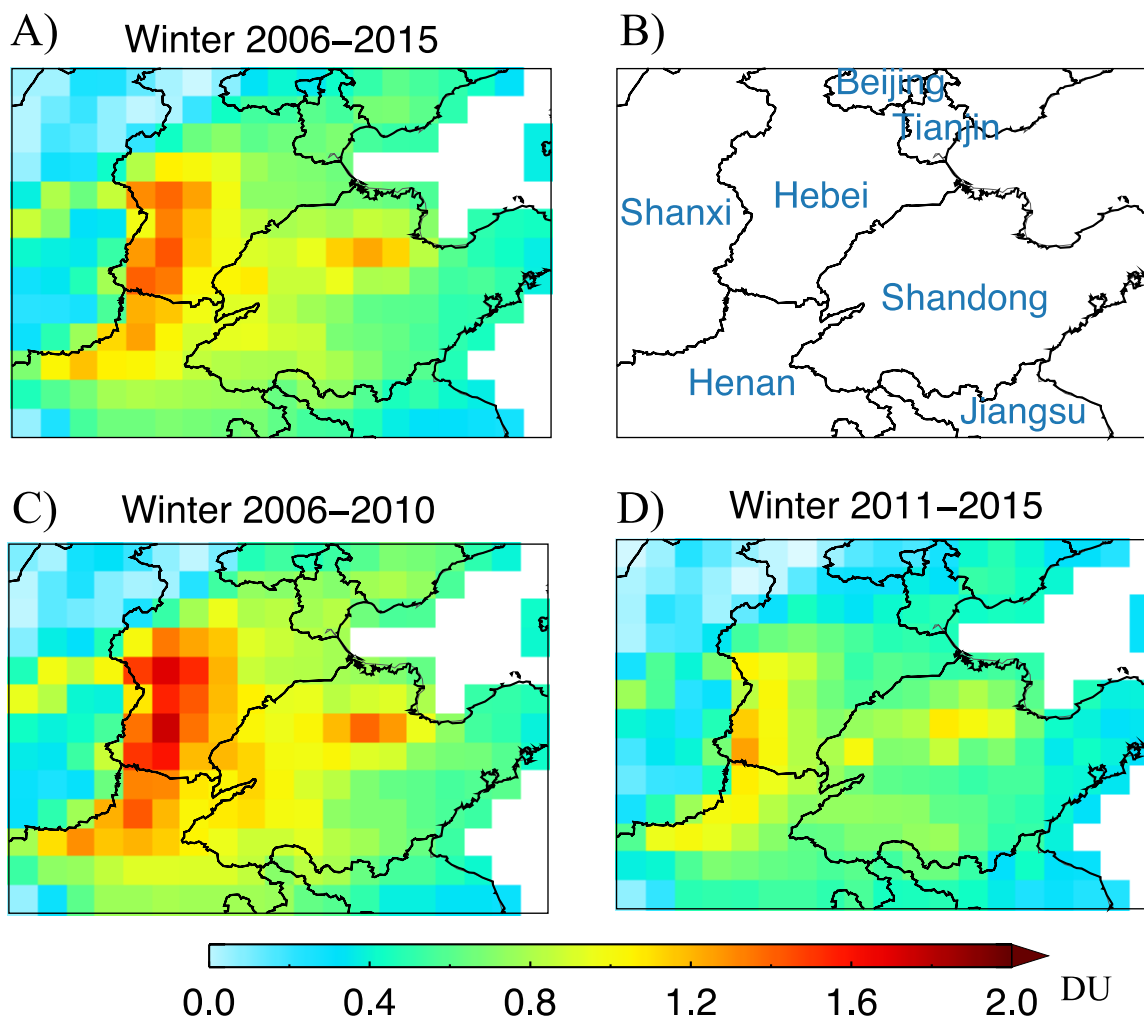 A) Winter 2006–2015
B)
Beijing
Tianjin
Hebei
Shanxi
Shandong
Henan
Jiangsu
C) Winter 2006–2010
D) Winter 2011–2015
0.0 0.4 0.8 1.2 1.6 2.0 DU